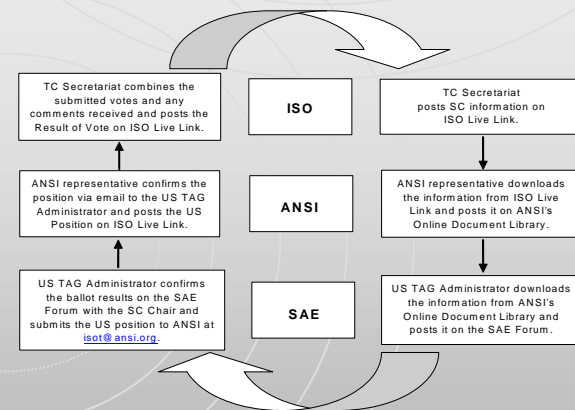 TC Secretariat combines the
submitted votes and any
comments received and posts the
Result of Vote on ISO Live Link.
ISO
TC Secretariat
posts SC information on
ISO Live Link.
ANSI representative confirms the
position via email to the US TAG
Administrator and posts the US
Position on ISO Live Link.
ANSI
ANSI representative downloads
the information from ISO Live
Link and posts it on ANSI's
Online Document Library.
US TAG Administrator confirms
the ballot results on the SAE
Forum with the SC Chair and
submits the US position to ANSI at
isot@ansi.org.
SAE
US TAG Administrator downloads
the information from ANSI's
Online Document Library and
posts it on the SAE Forum.